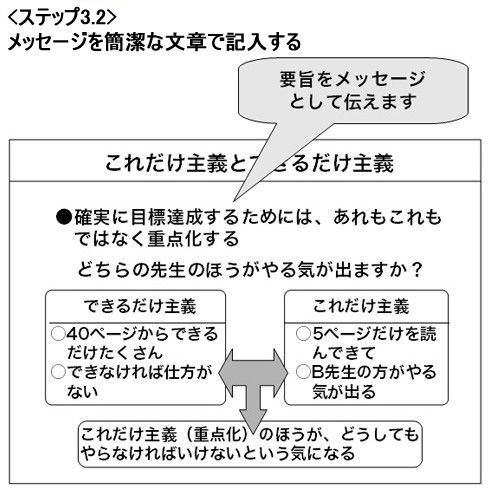 <ステップ3.2>
メッセージを簡潔な文章で記入する
要旨をメッセージ
として伝えます
これだけ主義とできるだけ主義
●確実に目標達成するためには、あれもこれも
ではなく重点化する
どちらの先生のほうがやる気が出ますか？
できるだけ主義
○40ページからできる
だけたくさん
○できなければ仕方が
ない
これだけ主義
○5ページだけを読
んできて
○B先生の方がやる
気が出る
これだけ主義（重点化）のほうが、どうしても
やらなければいけないという気になる